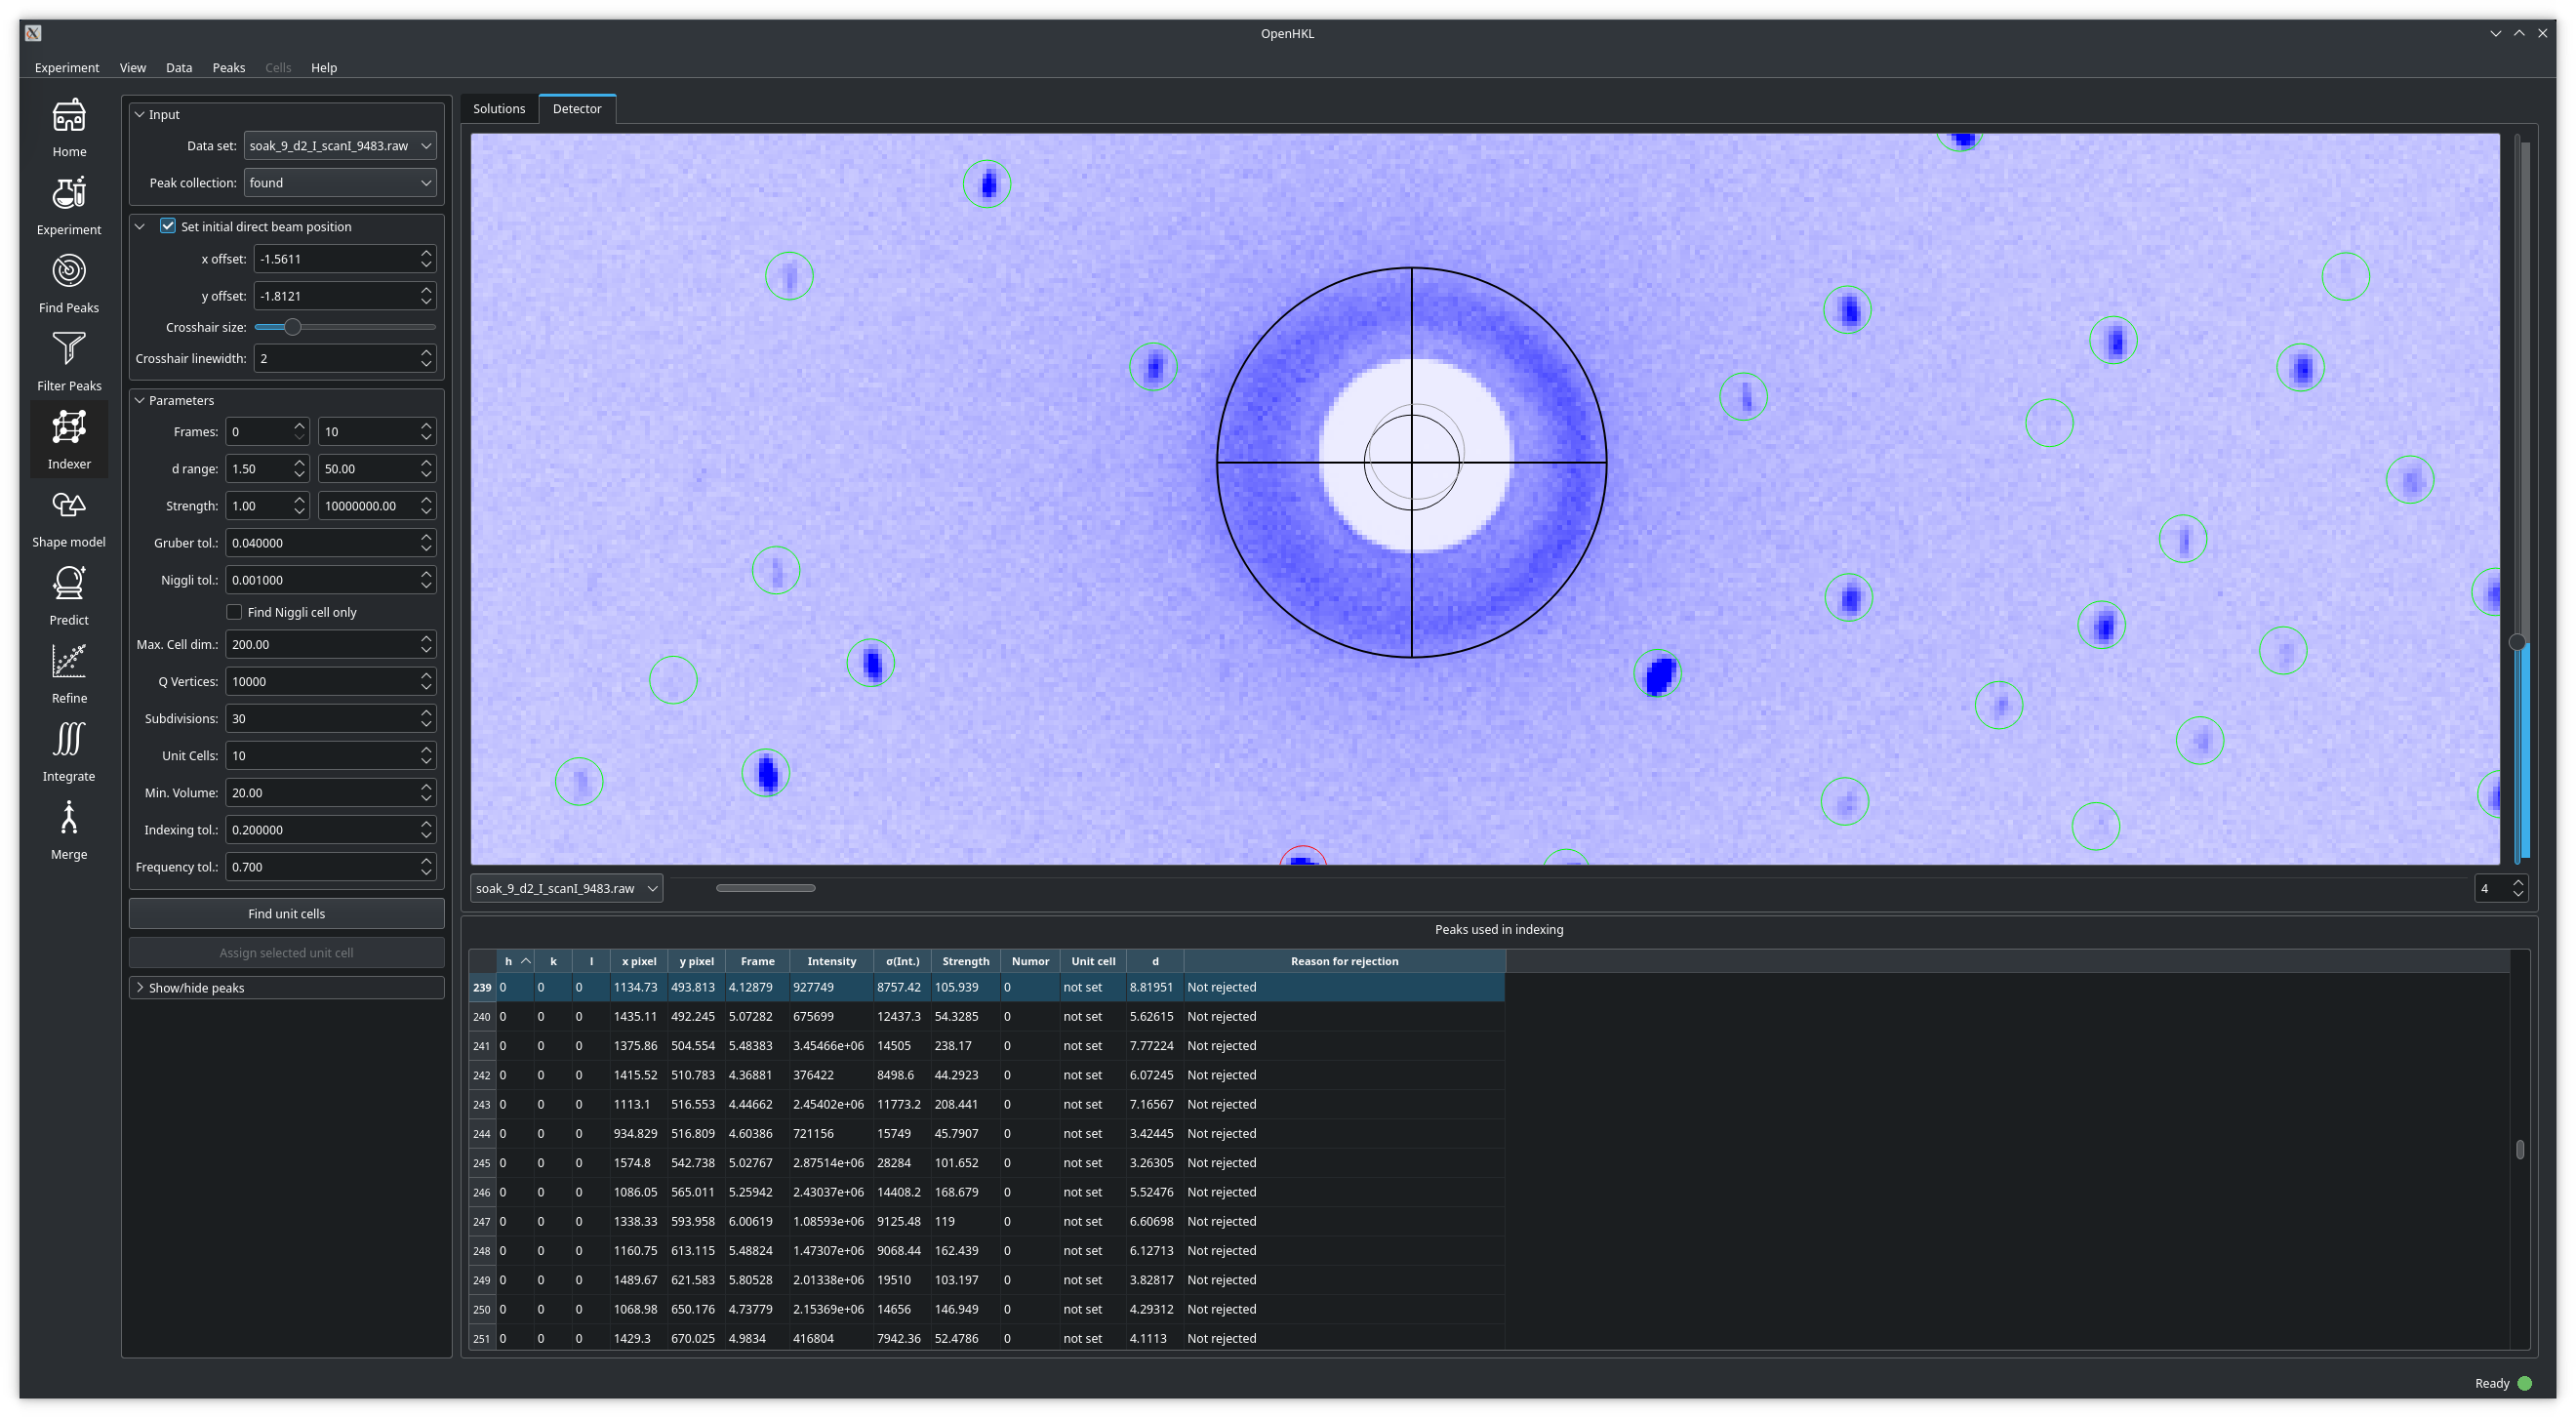 OpenHKL
Experiment View Data Peaks Cells Help
Home
Experiment
Find Peaks
Filter Peaks
Indexer
Shape model
Predict
Refine
Integrate
Merge
Input
Data set: soak_9_d2_I_scanI_9483.raw
Peak collection: found
Set initial direct beam position
x offset: -1.5611
y offset: -1.8121
Crosshair size:
Crosshair linewidth: 2
Parameters
Frames: 0 10
d range: 1.50 50.00
Strength: 1.00 10000000.00
Gruber tol.: 0.040000
Niggli tol.: 0.001000
Find Niggli cell only
Max. Cell dim.: 200.00
Q Vertices: 10000
Subdivisions: 30
Unit Cells: 10
Min. Volume: 20.00
Indexing tol.: 0.200000
Frequency tol.: 0.700
Find unit cells
Assign selected unit cell
Show/hide peaks
Solutions Detector
soak_9_d2_I_scanI_9483.raw 4
Peaks used in indexing
h k l x pixel y pixel Frame Intensity σ(Int.) Strength Numor Unit cell d Reason for rejection
239 0 0 0 1134.73 493.813 4.12879 927749 8757.42 105.939 0 not set 8.81951 Not rejected
240 0 0 0 1435.11 492.245 5.07282 675699 12437.3 54.3285 0 not set 5.62615 Not rejected
241 0 0 0 1375.86 504.554 5.48383 3.45466e+06 14505 238.17 0 not set 7.77224 Not rejected
242 0 0 0 1415.52 510.783 4.36881 376422 8498.6 44.2923 0 not set 6.07245 Not rejected
243 0 0 0 1113.1 516.553 4.44662 2.45402e+06 11773.2 208.441 0 not set 7.16567 Not rejected
244 0 0 0 934.829 516.809 4.60386 721156 15749 45.7907 0 not set 3.42445 Not rejected
245 0 0 0 1574.8 542.738 5.02767 2.87514e+06 28284 101.652 0 not set 3.26305 Not rejected
246 0 0 0 1086.05 565.011 5.25942 2.43037e+06 14408.2 168.679 0 not set 5.52476 Not rejected
247 0 0 0 1338.33 593.958 6.00619 1.08593e+06 9125.48 119 0 not set 6.60698 Not rejected
248 0 0 0 1160.75 613.115 5.48824 1.47307e+06 9068.44 162.439 0 not set 6.12713 Not rejected
249 0 0 0 1489.67 621.583 5.80528 2.01338e+06 19510 103.197 0 not set 3.82817 Not rejected
250 0 0 0 1068.98 650.176 4.73779 2.15369e+06 14656 146.949 0 not set 4.29312 Not rejected
251 0 0 0 1429.3 670.025 4.9834 416804 7942.36 52.4786 0 not set 4.1113 Not rejected
Ready